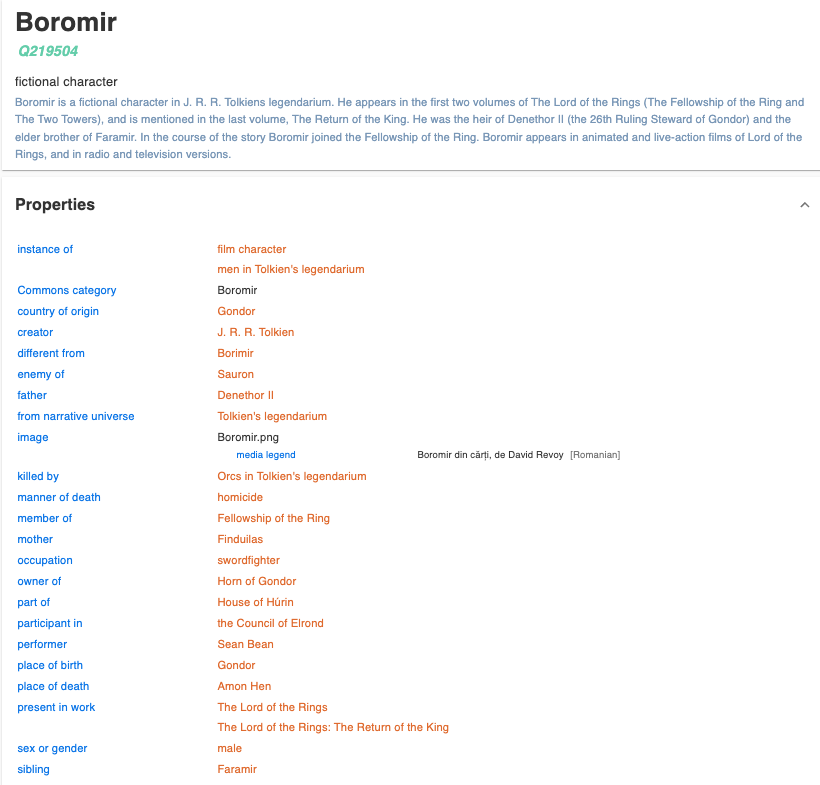 Boromir
Q219504
fictional character
Boromir is a fictional character in J. R. R. Tolkiens legendarium. He appears in the first two volumes of The Lord of the Rings (The Fellowship of the Ring and
The Two Towers), and is mentioned in the last volume, The Return of the King. He was the heir of Denethor II (the 26th Ruling Steward of Gondor) and the
elder brother of Faramir. In the course of the story Boromir joined the Fellowship of the Ring. Boromir appears in animated and live-action films of Lord of the
Rings, and in radio and television versions.
Properties
instance of film character
men in Tolkien's legendarium
Commons category Boromir
country of origin Gondor
creator J. R. R. Tolkien
different from Borimir
enemy of Sauron
father Denethor II
from narrative universe Tolkien's legendarium
image Boromir.png
media legend Boromir din cărți, de David Revoy [Romanian]
killed by Orcs in Tolkien's legendarium
manner of death homicide
member of Fellowship of the Ring
mother Finduilas
occupation swordfighter
owner of Horn of Gondor
part of House of Húrin
participant in the Council of Elrond
performer Sean Bean
place of birth Gondor
place of death Amon Hen
present in work The Lord of the Rings
The Lord of the Rings: The Return of the King
sex or gender male
sibling Faramir